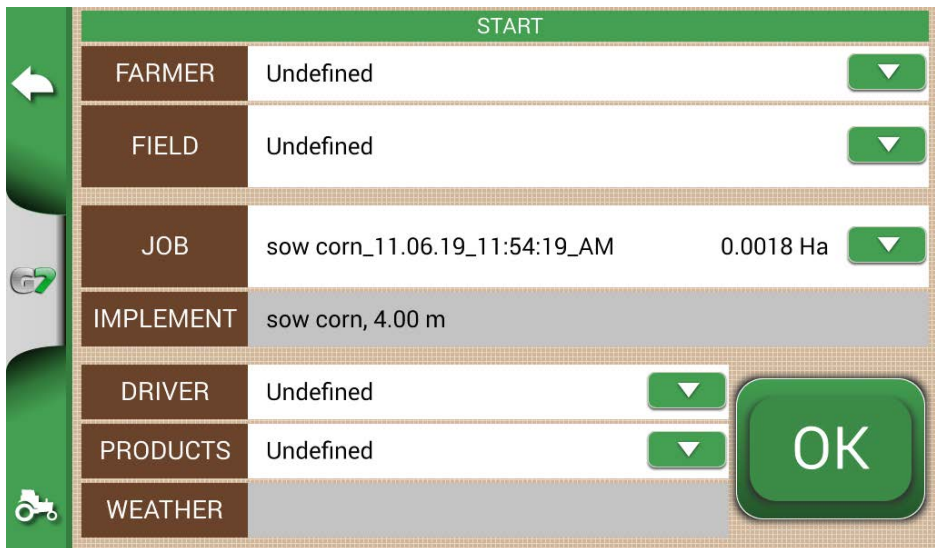 START
FARMER Undefined
FIELD Undefined
JOB sow corn_11.06.19_11:54:19_AM 0.0018 Ha
G7
IMPLEMENT sow corn, 4.00 m
DRIVER Undefined
PRODUCTS Undefined
OK
WEATHER